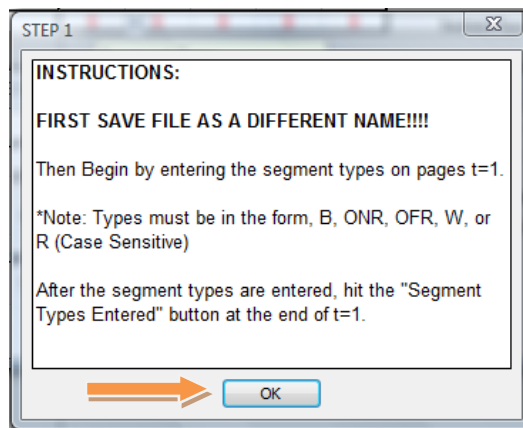 STEP 1
INSTRUCTIONS:
FIRST SAVE FILE AS A DIFFERENT NAME!!!!
Then Begin by entering the segment types on pages t=1.
*Note: Types must be in the form, B, ONR, OFR, W, or
R (Case Sensitive)
After the segment types are entered, hit the "Segment
Types Entered" button at the end of t=1.
OK